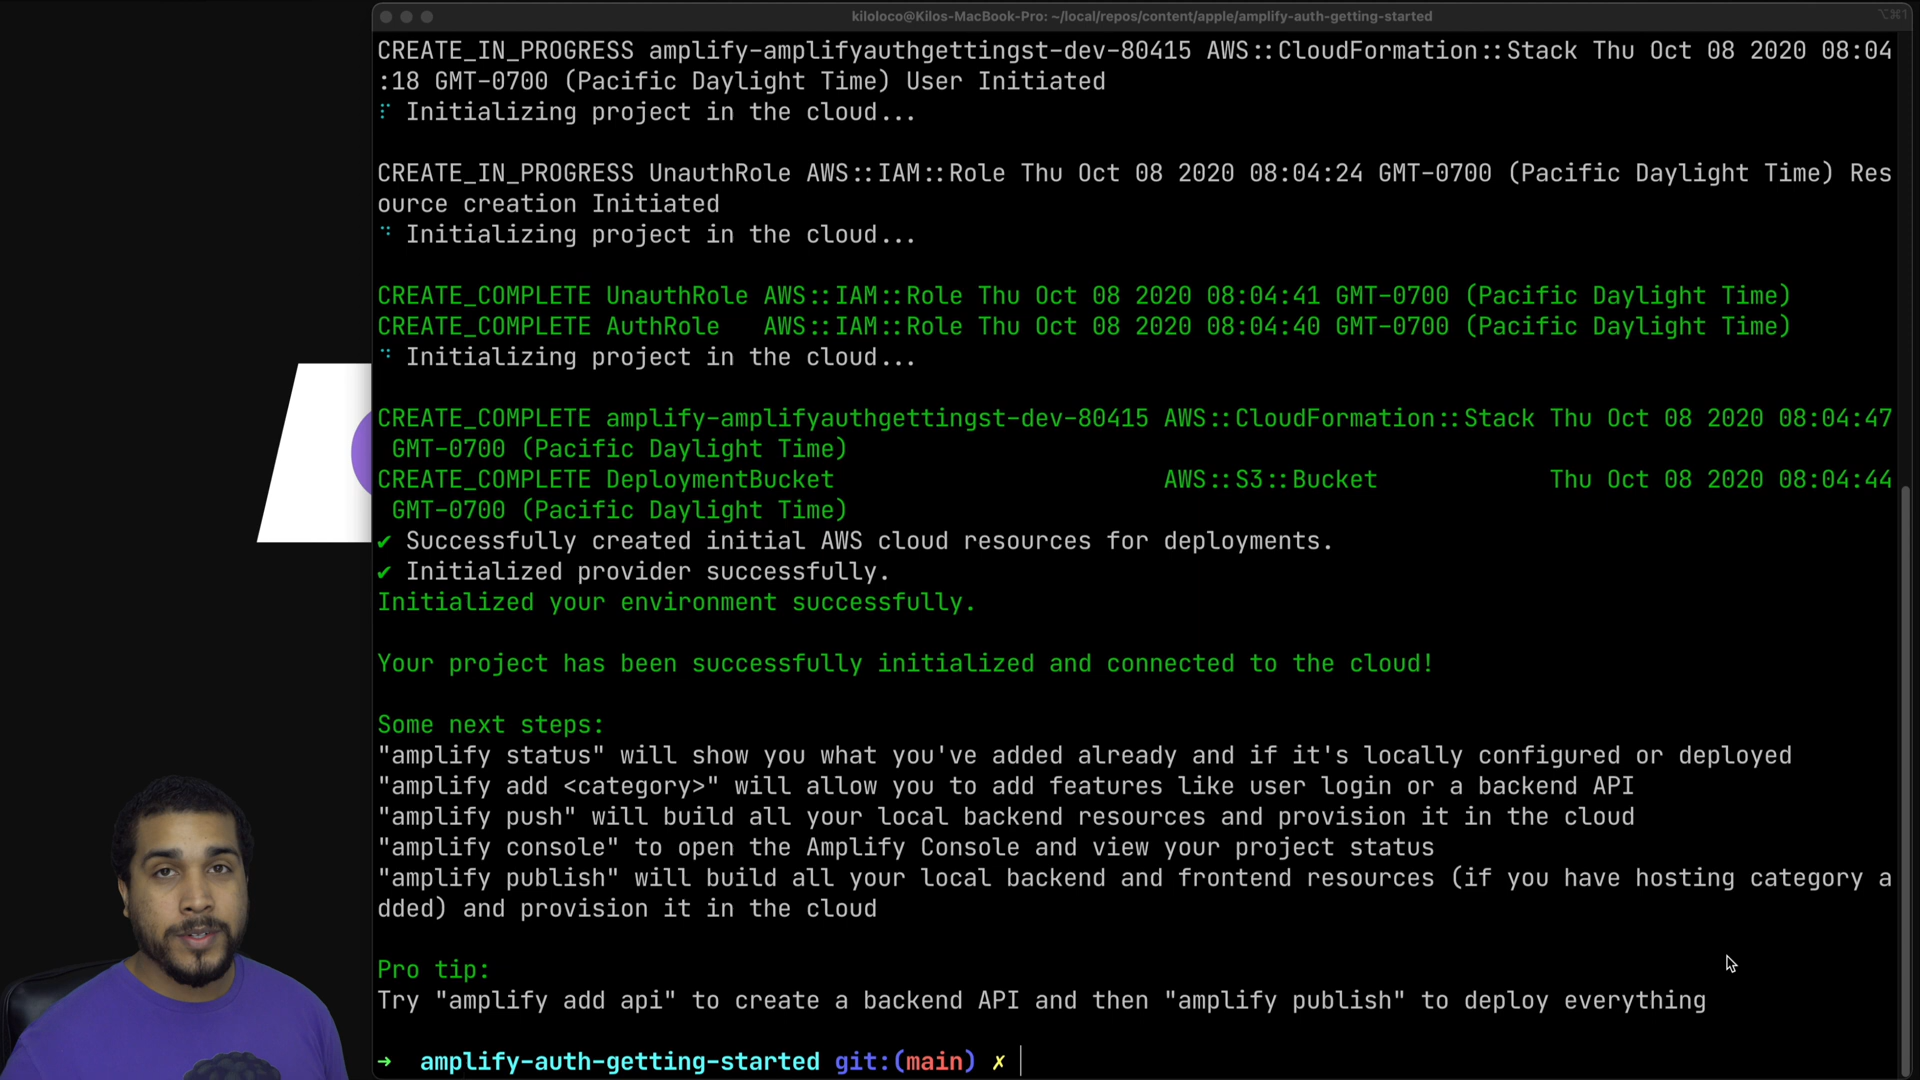 kiloloco@Kilos-MacBook-Pro: ~/local/repos/content/apple/amplify-auth-getting-started
⌥⌘1
CREATE_IN_PROGRESS amplify-amplifyauthgettingst-dev-80415 AWS::CloudFormation::Stack Thu Oct 08 2020 08:04
:18 GMT-0700 (Pacific Daylight Time) User Initiated
Initializing project in the cloud...
CREATE_IN_PROGRESS UnauthRole AWS::IAM::Role Thu Oct 08 2020 08:04:24 GMT-0700 (Pacific Daylight Time) Res
ource creation Initiated
Initializing project in the cloud...
CREATE_COMPLETE UnauthRole AWS::IAM::Role Thu Oct 08 2020 08:04:41 GMT-0700 (Pacific Daylight Time)
CREATE_COMPLETE AuthRole   AWS::IAM::Role Thu Oct 08 2020 08:04:40 GMT-0700 (Pacific Daylight Time)
Initializing project in the cloud...
CREATE_COMPLETE amplify-amplifyauthgettingst-dev-80415 AWS::CloudFormation::Stack Thu Oct 08 2020 08:04:47
GMT-0700 (Pacific Daylight Time)
CREATE_COMPLETE DeploymentBucket AWS::S3::Bucket Thu Oct 08 2020 08:04:44
GMT-0700 (Pacific Daylight Time)
✔ Successfully created initial AWS cloud resources for deployments.
✔ Initialized provider successfully.
Initialized your environment successfully.
Your project has been successfully initialized and connected to the cloud!
Some next steps:
"amplify status" will show you what you've added already and if it's locally configured or deployed
"amplify add <category>" will allow you to add features like user login or a backend API
"amplify push" will build all your local backend resources and provision it in the cloud
"amplify console" to open the Amplify Console and view your project status
"amplify publish" will build all your local backend and frontend resources (if you have hosting category a
dded) and provision it in the cloud
Pro tip:
Try "amplify add api" to create a backend API and then "amplify publish" to deploy everything
→ amplify-auth-getting-started git:(main) ✗